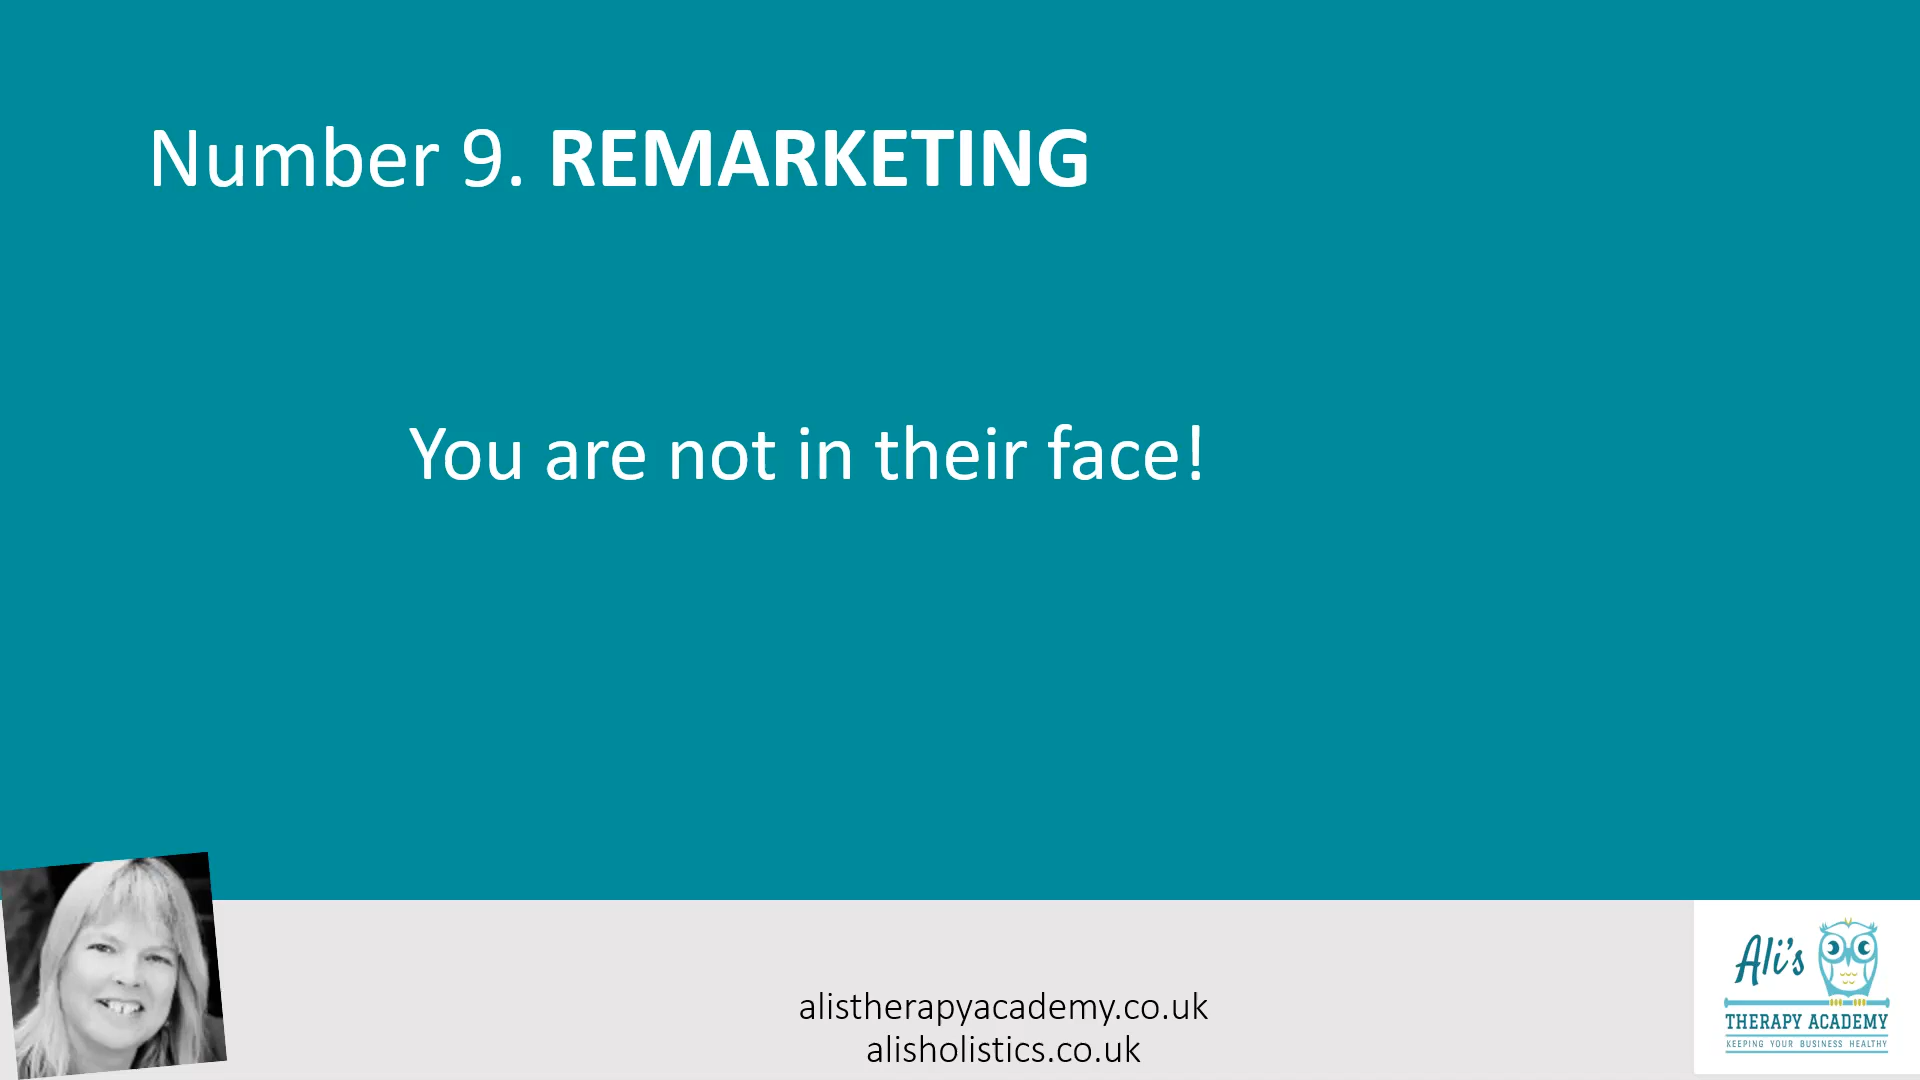 Number 9. REMARKETING
You are not in their face!
alistherapyacademy.co.uk
alisholistics.co.uk
Ali's
THERAPY ACADEMY
KEEPING YOUR BUSINESS HEALTHY